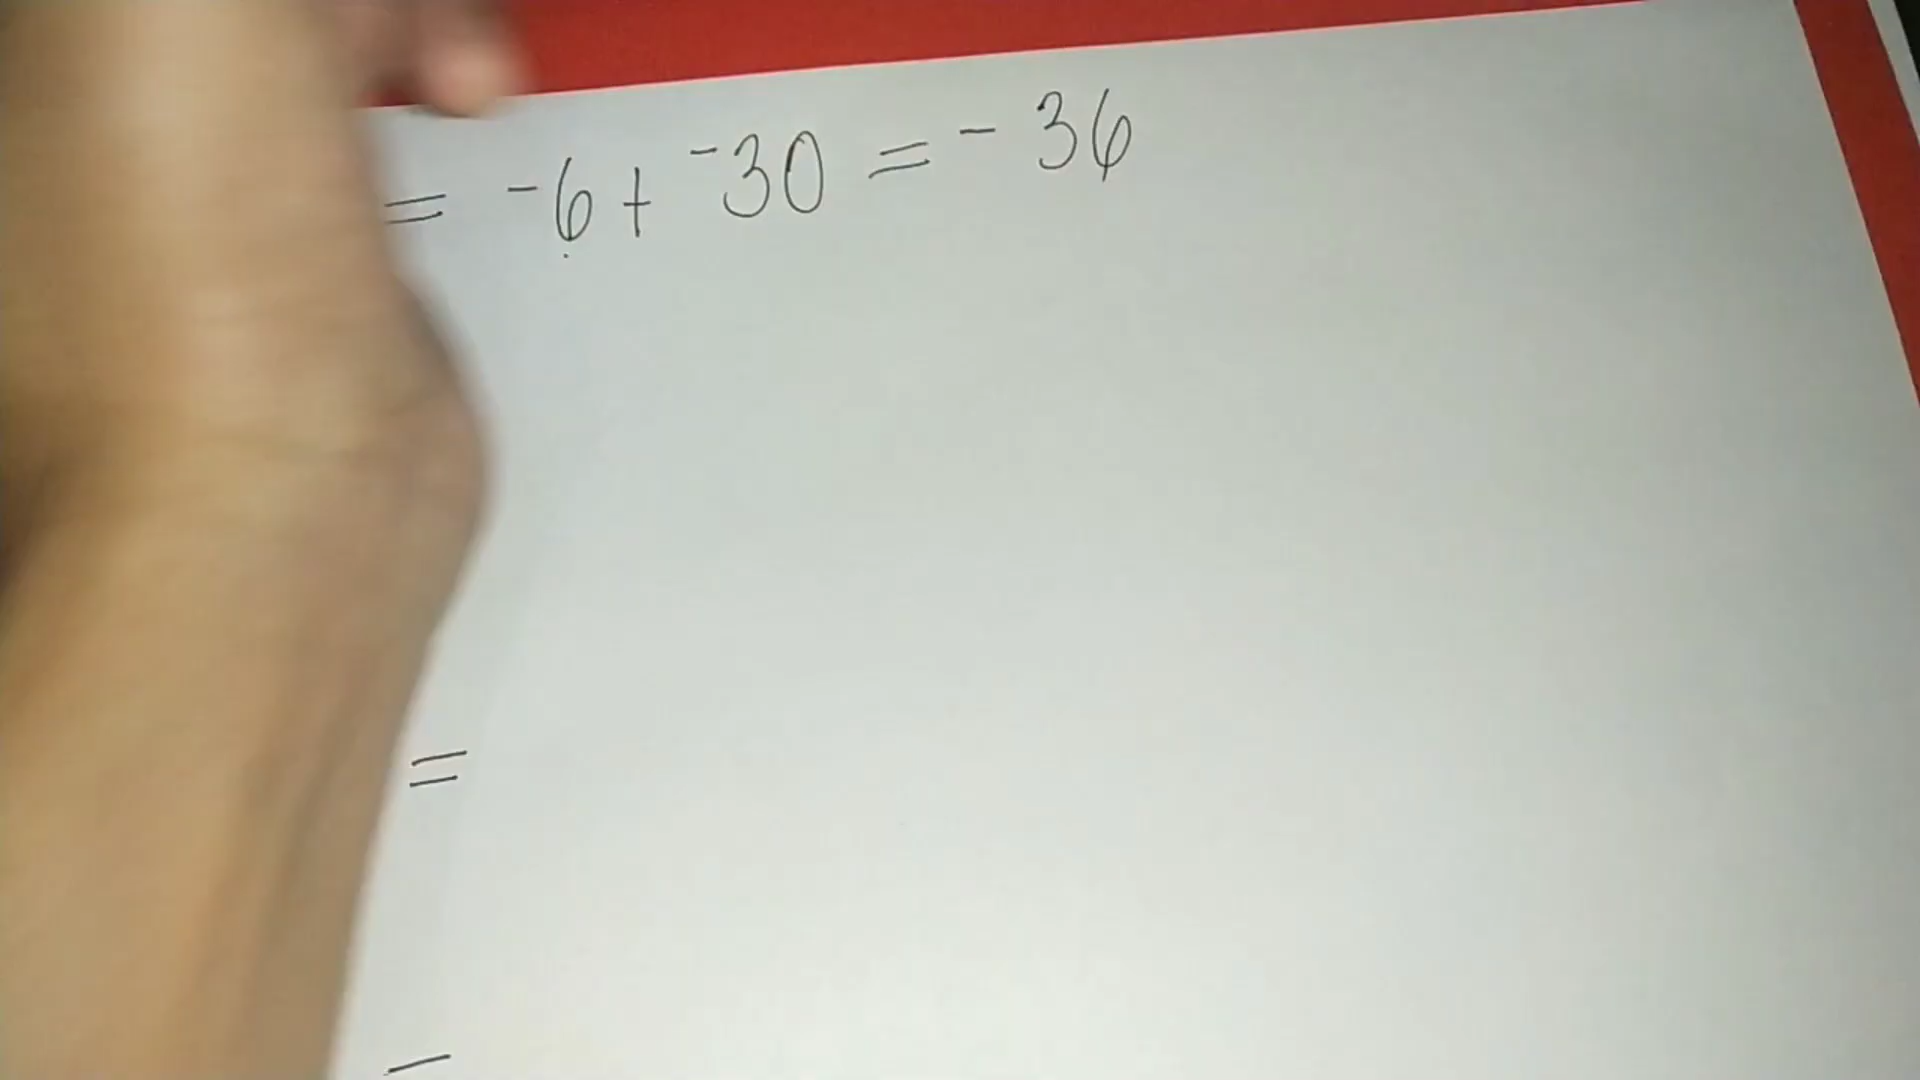 = -6 + -30 = - 36
=